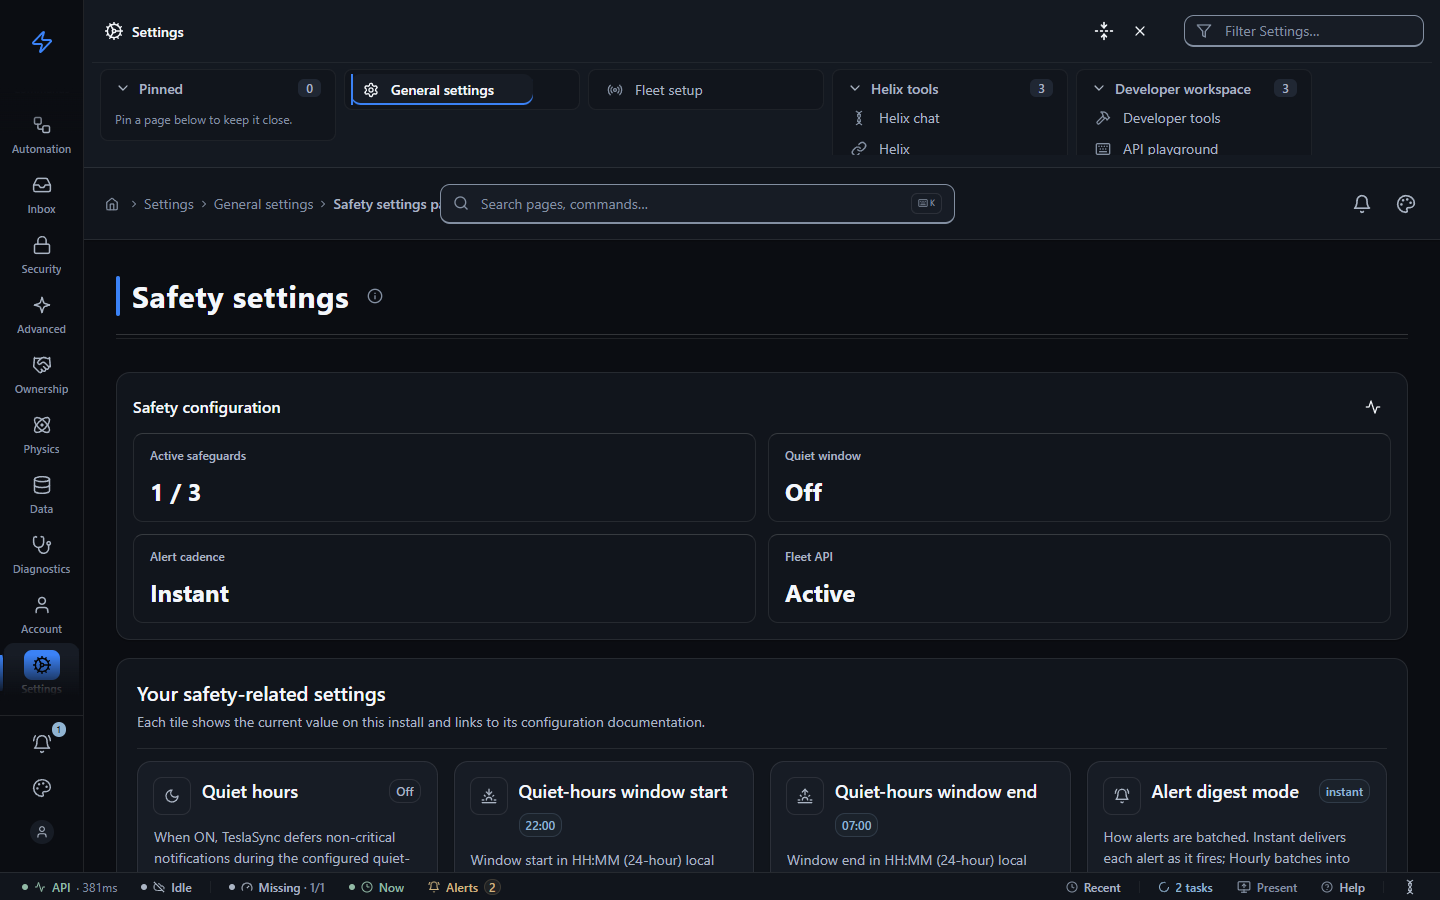 Settings
Filter Settings...
Pinned 0
Pin a page below to keep it close.
General settings
Fleet setup
Helix tools 3
Helix chat
Helix
Developer workspace 3
Developer tools
API playground
Automation
Inbox
Security
Advanced
Ownership
Physics
Data
Diagnostics
Account
Settings
1
Settings > General settings > Safety settings p
Search pages, commands...
K
Safety settings
Safety configuration
Active safeguards
1 / 3
Quiet window
Off
Alert cadence
Instant
Fleet API
Active
Your safety-related settings
Each tile shows the current value on this install and links to its configuration documentation.
Quiet hours Off
When ON, TeslaSync defers non-critical
notifications during the configured quiet-
Quiet-hours window start
22:00
Window start in HH:MM (24-hour) local
Quiet-hours window end
07:00
Window end in HH:MM (24-hour) local
Alert digest mode instant
How alerts are batched. Instant delivers
each alert as it fires; Hourly batches into
API · 381ms
Idle
Missing · 1/1
Now
Alerts 2
Recent
2 tasks
Present
Help